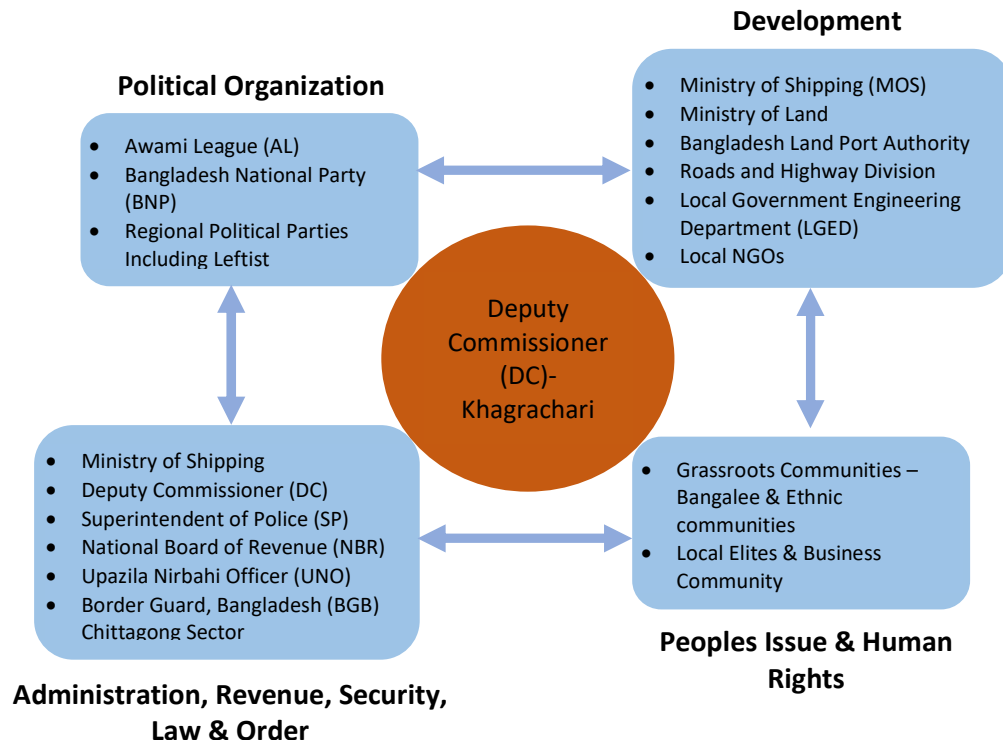 Political Organization
• Awami League (AL)
• Bangladesh National Party
(BNP)
• Regional Political Parties
Including Leftist
Development
• Ministry of Shipping (MOS)
• Ministry of Land
• Bangladesh Land Port Authority
• Roads and Highway Division
• Local Government Engineering
Department (LGED)
• Local NGOs
Deputy
Commissioner
(DC)-
Khagrachari
• Ministry of Shipping
• Deputy Commissioner (DC)
• Superintendent of Police (SP)
• National Board of Revenue (NBR)
• Upazila Nirbahi Officer (UNO)
• Border Guard, Bangladesh (BGB)
Chittagong Sector
Administration, Revenue, Security,
Law & Order
• Grassroots Communities –
Bangalee & Ethnic
communities
• Local Elites & Business
Community
Peoples Issue & Human
Rights